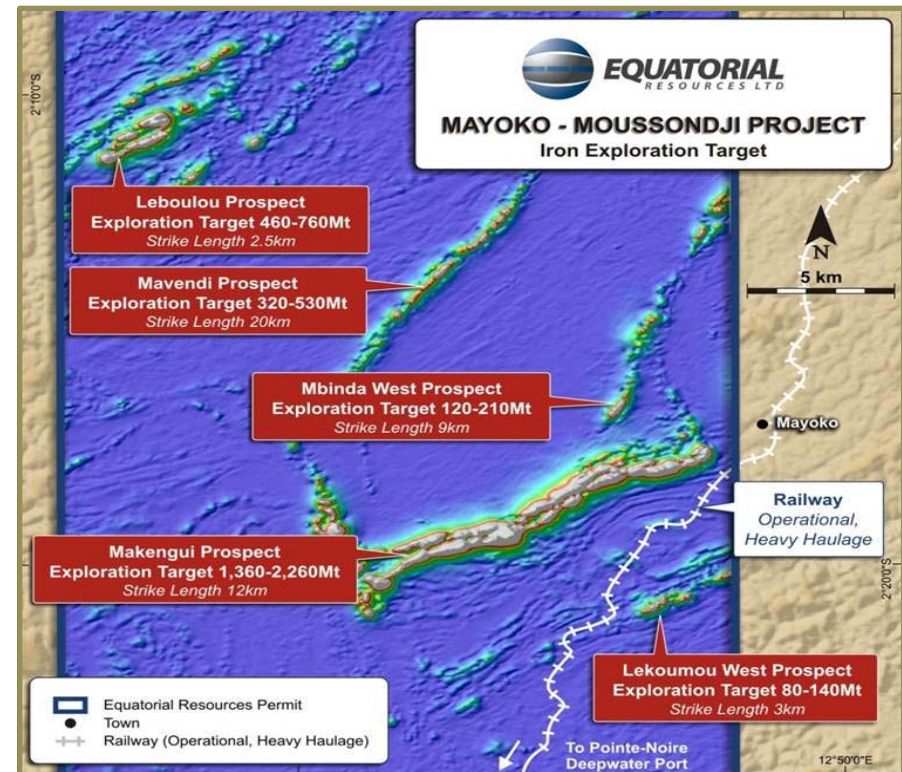 EQUATORIAL
RESOURCES LTD
MAYOKO - MOUSSONDJI PROJECT
Iron Exploration Target
2°10'0"S
Leboulou Prospect
Exploration Target 460-760Mt
Strike Length 2.5km
N
5 km
Mavendi Prospect
Exploration Target 320-530Mt
Strike Length 20km
Mbinda West Prospect
Exploration Target 120-210Mt
Strike Length 9km
Mayoko
Railway
Operational,
Heavy Haulage
Makengui Prospect
Exploration Target 1,360-2,260Mt
Strike Length 12km
2°20'0"S
Lekoumou West Prospect
Exploration Target 80-140Mt
Strike Length 3km
Equatorial Resources Permit
Town
Railway (Operational, Heavy Haulage)
To Pointe-Noire
Deepwater Port
12°50'0"E